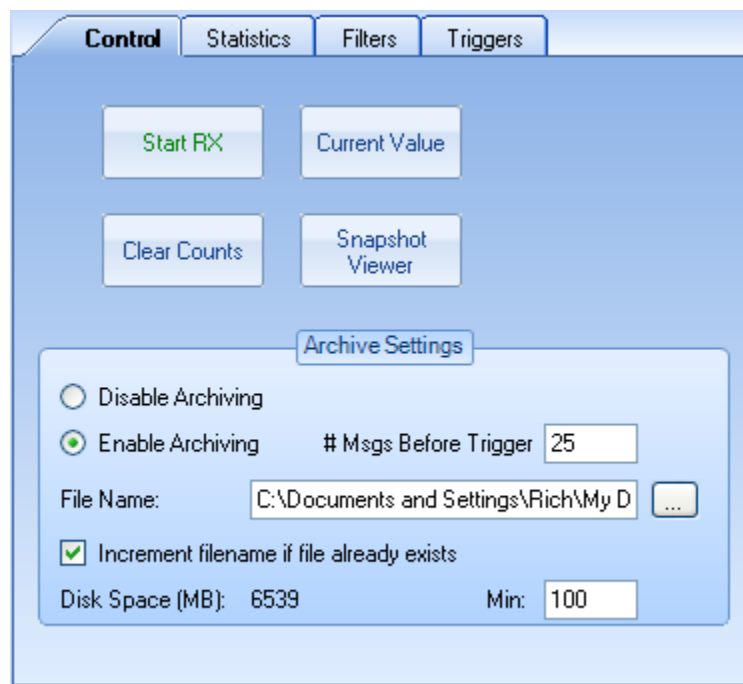 Control Statistics Filters Triggers
Start RX Current Value
Clear Counts Snapshot Viewer
Archive Settings
Disable Archiving
Enable Archiving # Msgs Before Trigger 25
File Name: C:\Documents and Settings\Rich\My D ...
Increment filename if file already exists
Disk Space (MB): 6539 Min: 100